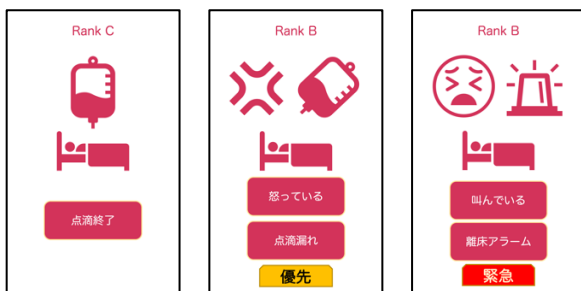 Rank C
点滴終了
Rank B
怒っている
点滴漏れ
優先
Rank B
叫んでいる
離床アラーム
緊急